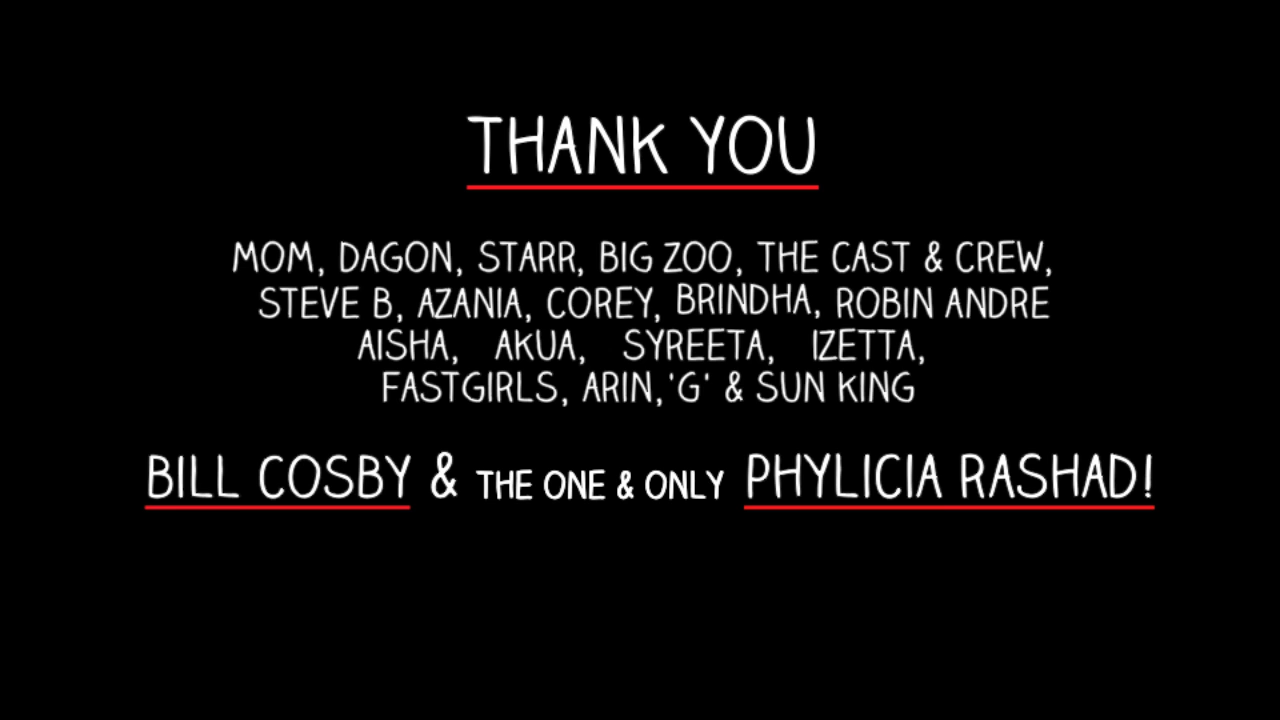 THANK YOU
MOM, DAGON, STARR, BIG ZOO, THE CAST & CREW,
STEVE B, AZANIA, COREY, BRINDHA, ROBIN ANDRE
AISHA, AKUA, SYREETA, IZETTA,
FASTGIRLS, ARIN, 'G' & SUN KING
BILL COSBY & THE ONE & ONLY PHYLICIA RASHAD!